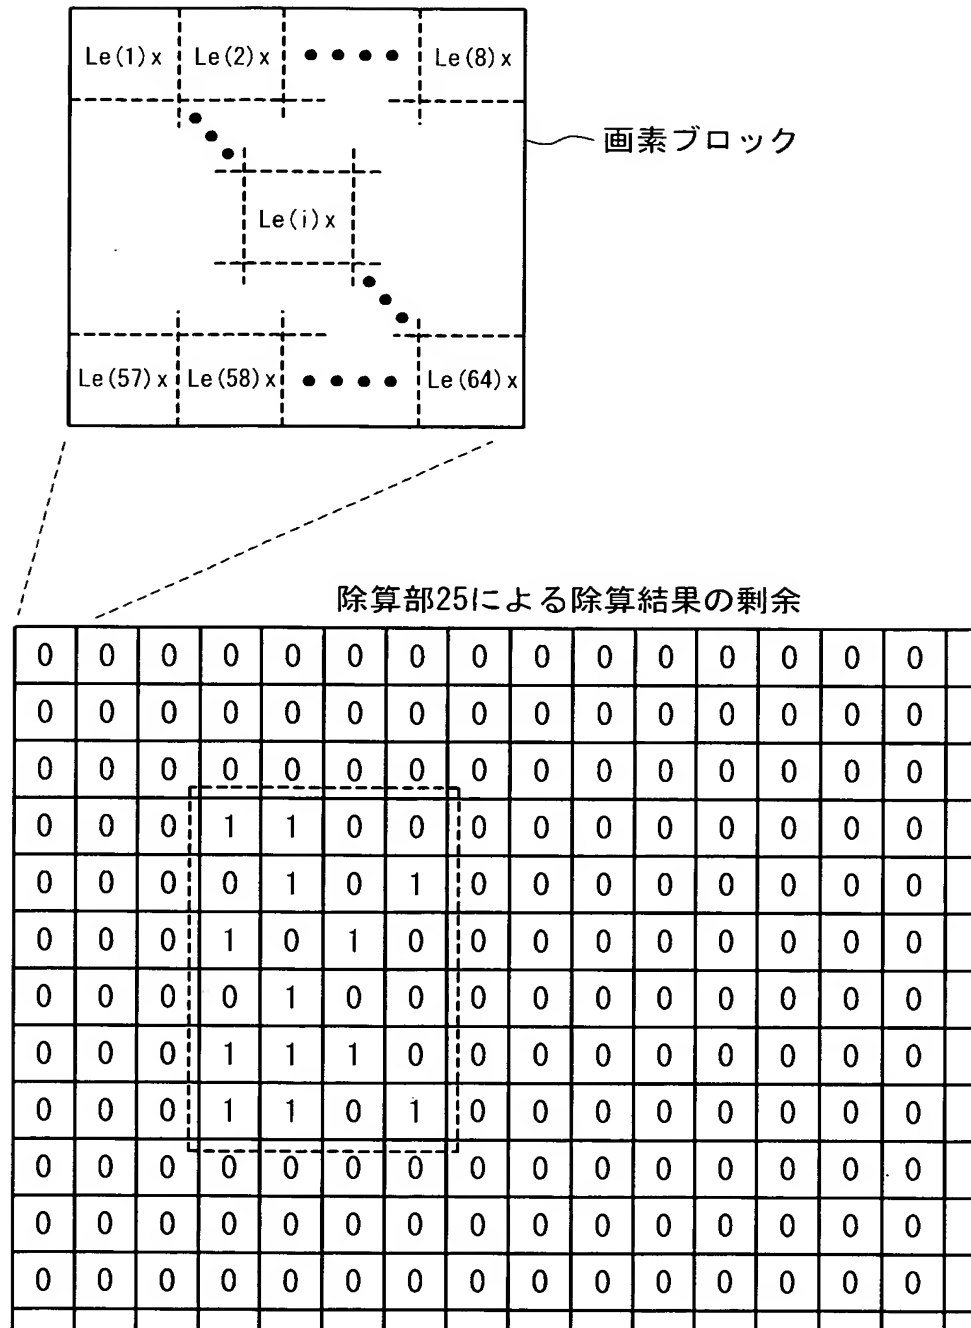 Le(1)x Le(2)x Le(8)x
画素ブロック
Le(i)x
Le(57)x Le(58)x Le(64)x
除算部25による除算結果の剰余
0 0 0 0 0 0 0 0 0 0 0 0 0 0 0
0 0 0 0 0 0 0 0 0 0 0 0 0 0 0
0 0 0 0 0 0 0 0 0 0 0 0 0 0 0
0 0 0 1 1 0 0 0 0 0 0 0 0 0 0
0 0 0 0 1 0 1 0 0 0 0 0 0 0 0
0 0 0 1 0 1 0 0 0 0 0 0 0 0 0
0 0 0 0 1 0 0 0 0 0 0 0 0 0 0
0 0 0 1 1 1 0 0 0 0 0 0 0 0 0
0 0 0 1 1 0 1 0 0 0 0 0 0 0 0
0 0 0 0 0 0 0 0 0 0 0 0 0 0 0
0 0 0 0 0 0 0 0 0 0 0 0 0 0 0
0 0 0 0 0 0 0 0 0 0 0 0 0 0 0